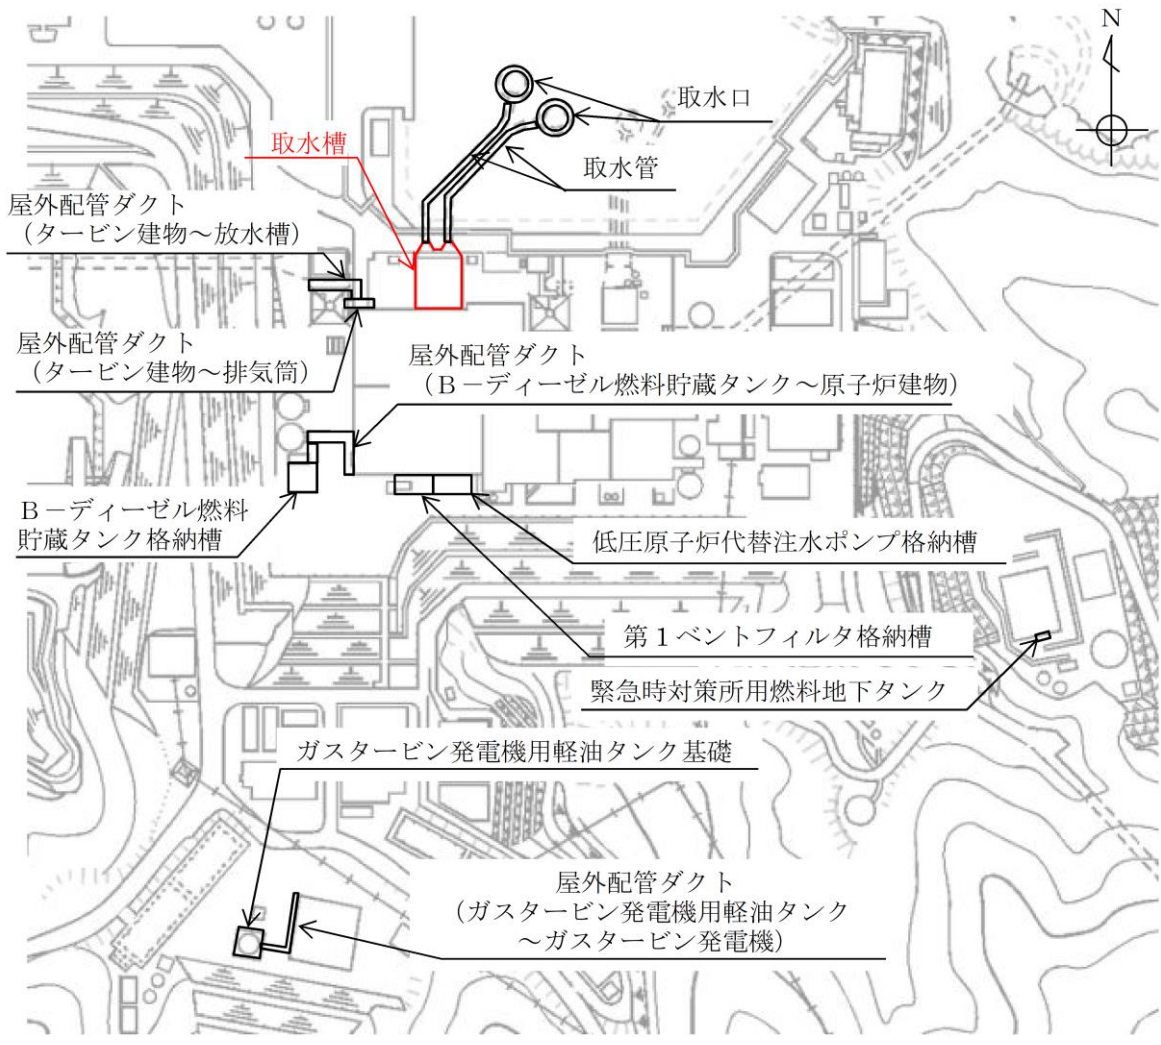 N
取水口
取水槽
取水管
屋外配管ダクト
（タービン建物～放水槽）
屋外配管ダクト
（タービン建物～排気筒）
屋外配管ダクト
（B－ディーゼル燃料貯蔵タンク～原子炉建物）
B－ディーゼル燃料
貯蔵タンク格納槽
低圧原子炉代替注水ポンプ格納槽
第1ベントフィルタ格納槽
緊急時対策所用燃料地下タンク
ガスタービン発電機用軽油タンク基礎
屋外配管ダクト
（ガスタービン発電機用軽油タンク
～ガスタービン発電機）